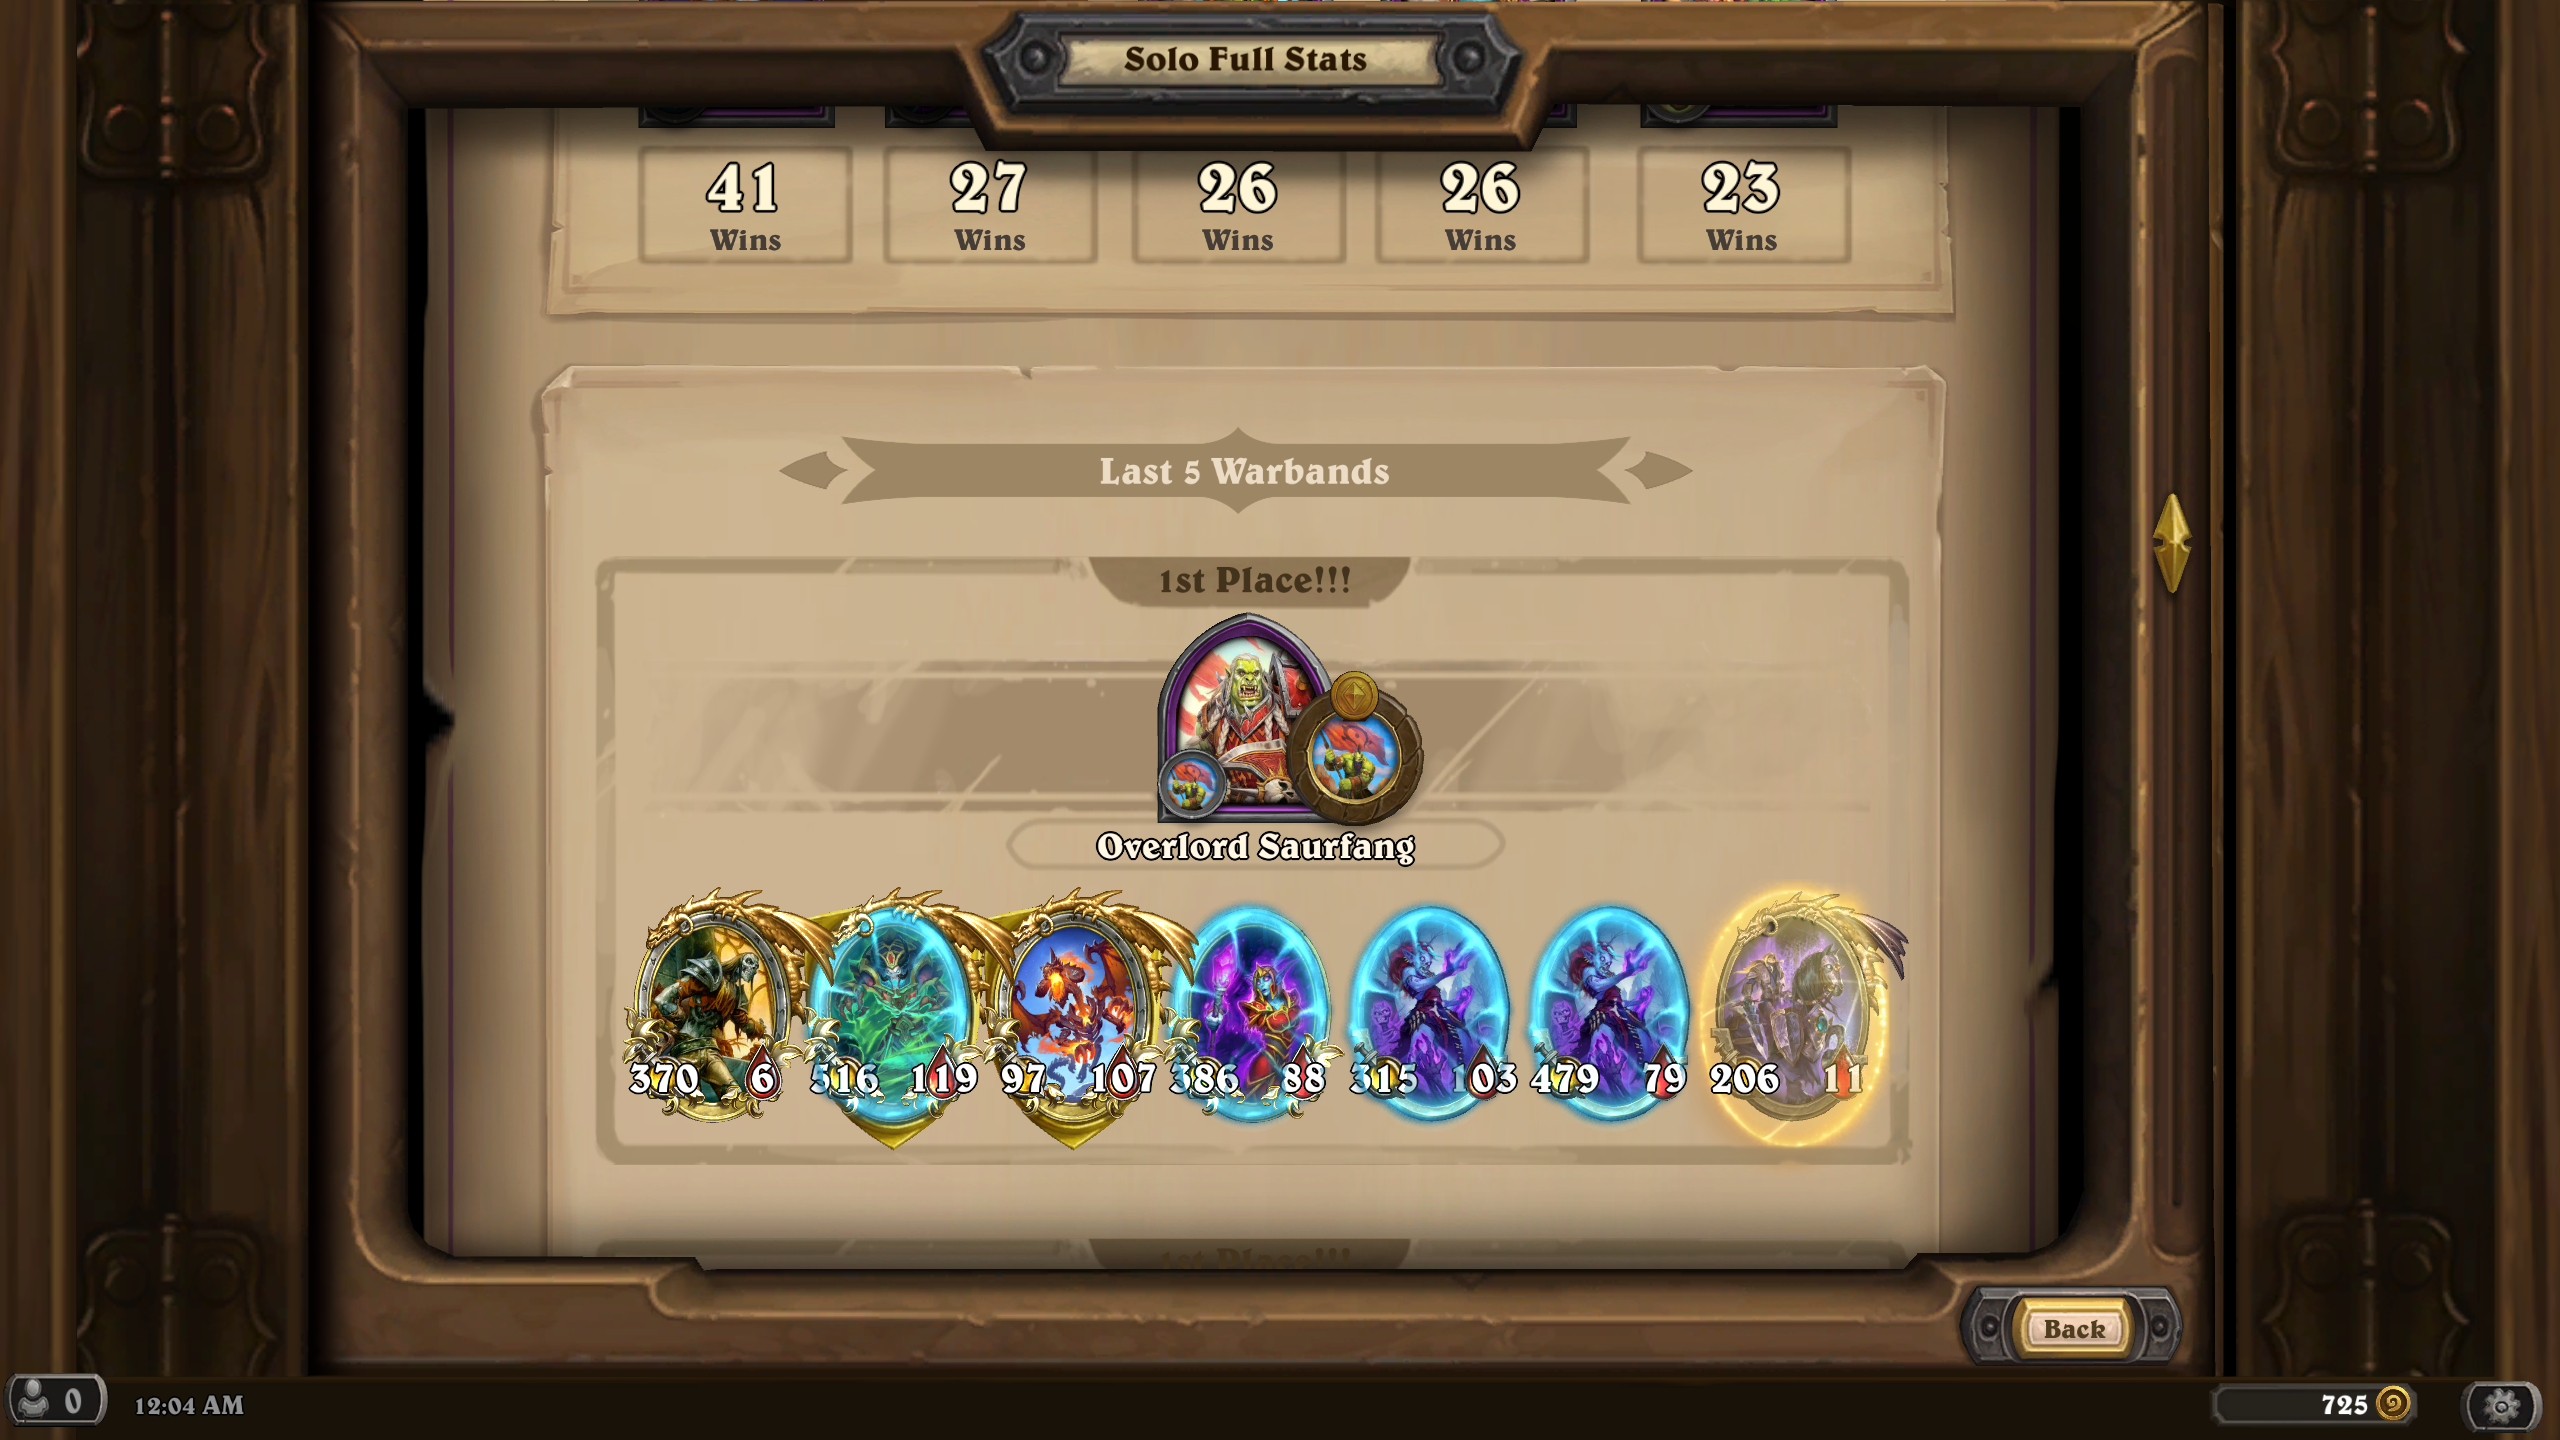 Solo Full Stats
41 27 26 26 23
Wins Wins Wins Wins Wins
Last 5 Warbands
1st Place!!!
Overlord Saurfang
370 6 516 119 97 107 386 88 315 103 479 79 206 11
1st Place!!!
Back
0 12:04 AM 725